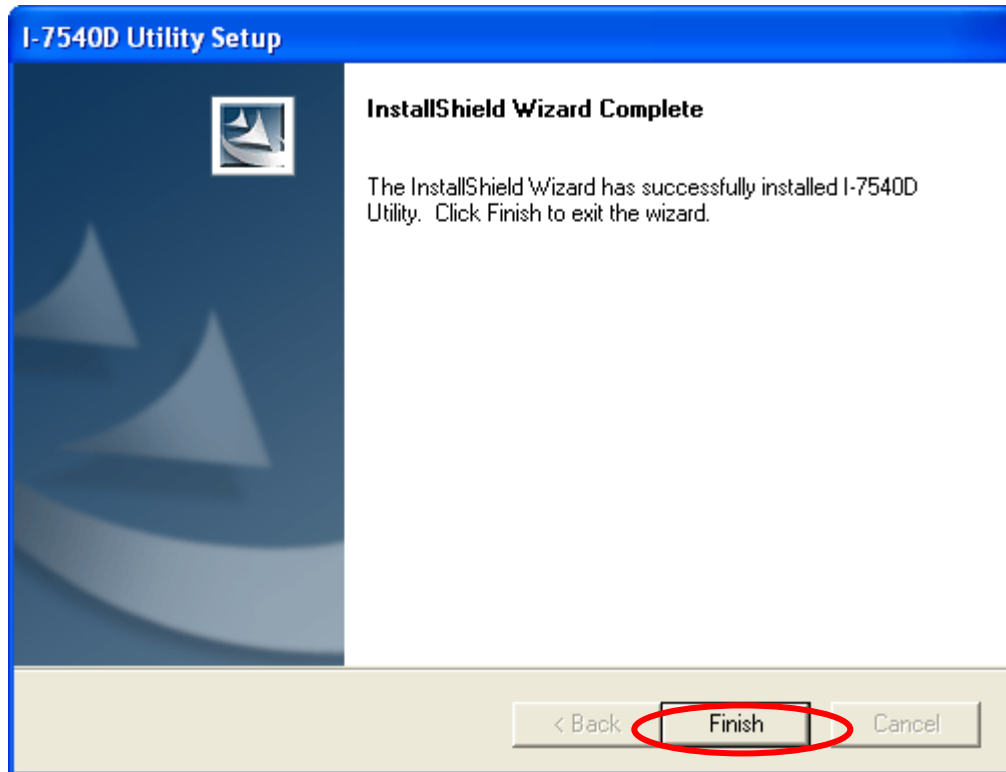 I-7540D Utility Setup
InstallShield Wizard Complete
The InstallShield Wizard has successfully installed I-7540D
Utility.  Click Finish to exit the wizard.
< Back
Finish
Cancel